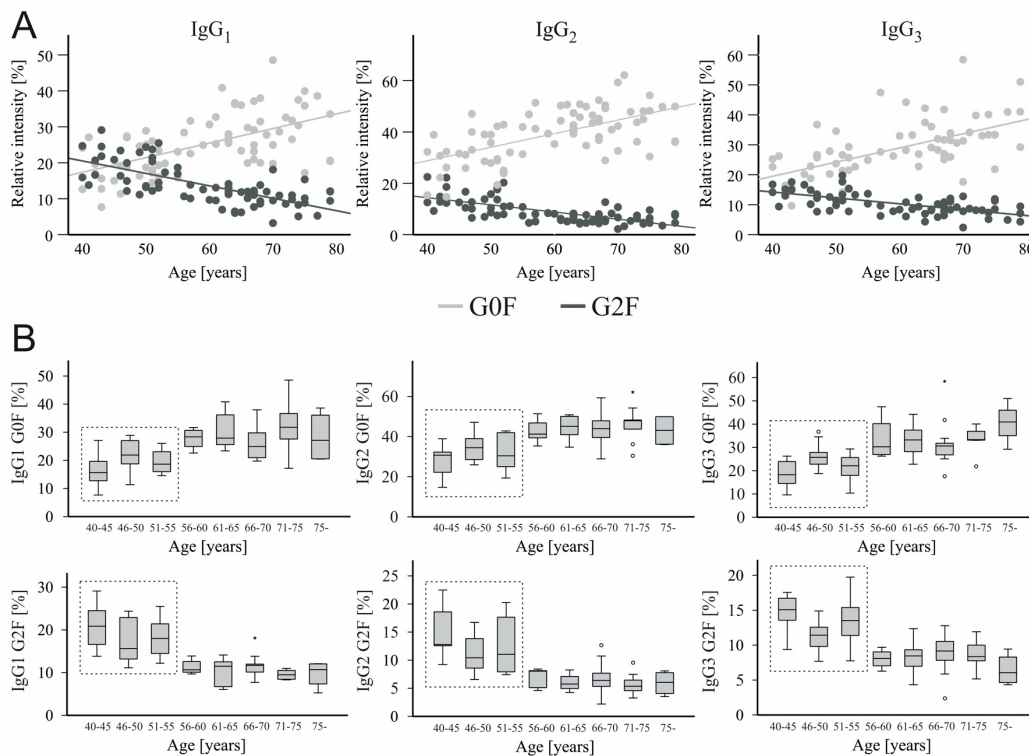 A
IgG1
IgG2
IgG3
Relative intensity [%]
50
40
30
20
10
0
40 50 60 70 80
Age [years]
Relative intensity [%]
60
40
20
0
40 50 60 70 80
Age [years]
Relative intensity [%]
60
50
40
30
20
10
0
40 50 60 70 80
Age [years]
G0F G2F
B
IgG1 G0F [%]
50
40
30
20
10
0
40-45 46-50 51-55 56-60 61-65 66-70 71-75 75-
Age [years]
IgG2 G0F [%]
60
40
20
0
40-45 46-50 51-55 56-60 61-65 66-70 71-75 75-
Age [years]
IgG3 G0F [%]
60
50
40
30
20
10
0
40-45 46-50 51-55 56-60 61-65 66-70 71-75 75-
Age [years]
IgG1 G2F [%]
30
20
10
0
40-45 46-50 51-55 56-60 61-65 66-70 71-75 75-
Age [years]
IgG2 G2F [%]
25
20
15
10
5
0
40-45 46-50 51-55 56-60 61-65 66-70 71-75 75-
Age [years]
IgG3 G2F [%]
20
15
10
5
0
40-45 46-50 51-55 56-60 61-65 66-70 71-75 75-
Age [years]